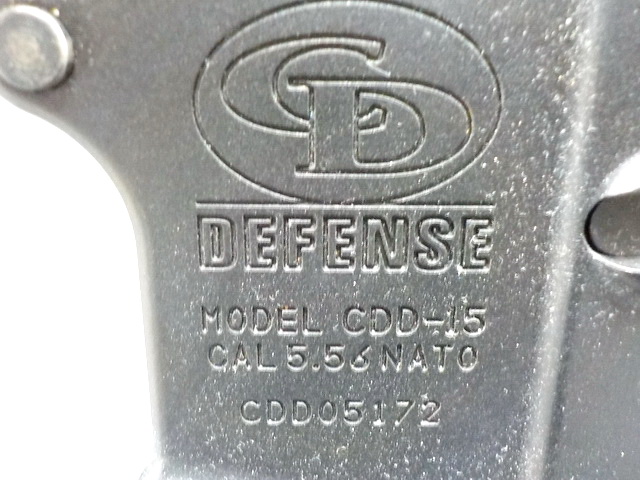 CD
DEFENSE
MODEL CDD-15
CAL 5.56 NATO
CDD05172